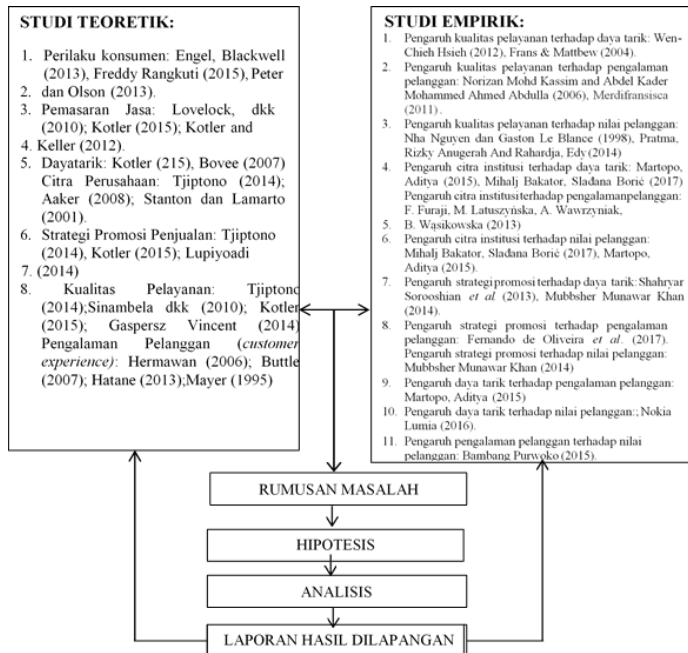 STUDI TEORETIK:
1. Perilaku konsumen: Engel, Blackwell
(2013), Freddy Rangkuti (2015), Peter
2. dan Olson (2013).
3. Pemasaran Jasa: Lovelock, dkk
(2010); Kotler (2015); Kotler and
4. Keller (2012).
5. Dayatarik: Kotler (215), Bovee (2007)
Citra Perusahaan: Tjiptono (2014);
Aaker (2008); Stanton dan Lamarto
(2001).
6. Strategi Promosi Penjualan: Tjiptono
(2014), Kotler (2015); Lupiyoadi
7. (2014)
8. Kualitas Pelayanan: Tjiptono
(2014);Sinambela dkk (2010); Kotler
(2015); Gaspersz Vincent (2014)
Pengalaman Pelanggan (customer
experience): Hermawan (2006); Buttle
(2007); Hatane (2013);Mayer (1995)
STUDI EMPIRIK:
1. Pengaruh kualitas pelayanan terhadap daya tarik: Wen-
Chieh Hsieh (2012), Frans & Mattbew (2004).
2. Pengaruh kualitas pelayanan terhadap pengalaman
pelanggan: Norizan Mohd Kassim and Abdel Kader
Mohammed Ahmed Abdulla (2006), Merdifransisca
(2011).
3. Pengaruh kualitas pelayanan terhadap nilai pelanggan:
Nha Nguyen dan Gaston Le Blance (1998), Pratma,
Rizky Anugerah And Rahardja, Edy (2014)
4. Pengaruh citra institusi terhadap daya tarik: Martopo,
Aditya (2015), Mihalj Bakator, Slađana Borić (2017)
Pengaruh citra institusi terhadap pengalaman pelanggan:
F. Furaji, M. Latuszyńska, A. Wawrzyniak,
5. B. Wąsikowska (2013)
6. Pengaruh citra institusi terhadap nilai pelanggan:
Mihalj Bakator, Slađana Borić (2017), Martopo,
Aditya (2015).
7. Pengaruh strategi promosi terhadap daya tarik: Shahryar
Sorooshian et al (2013), Mubbsher Munawar Khan
(2014).
8. Pengaruh strategi promosi terhadap pengalaman
pelanggan: Fernando de Oliveira et al. (2017).
Pengaruh strategi promosi terhadap nilai pelanggan:
Mubbsher Munawar Khan (2014)
9. Pengaruh daya tarik terhadap pengalaman pelanggan:
Martopo, Aditya (2015)
10. Pengaruh daya tarik terhadap nilai pelanggan:; Nokia
Lumia (2016).
11. Pengaruh pengalaman pelanggan terhadap nilai
pelanggan: Bambang Purwoko (2015).
RUMUSAN MASALAH
HIPOTESIS
ANALISIS
LAPORAN HASIL DILAPANGAN